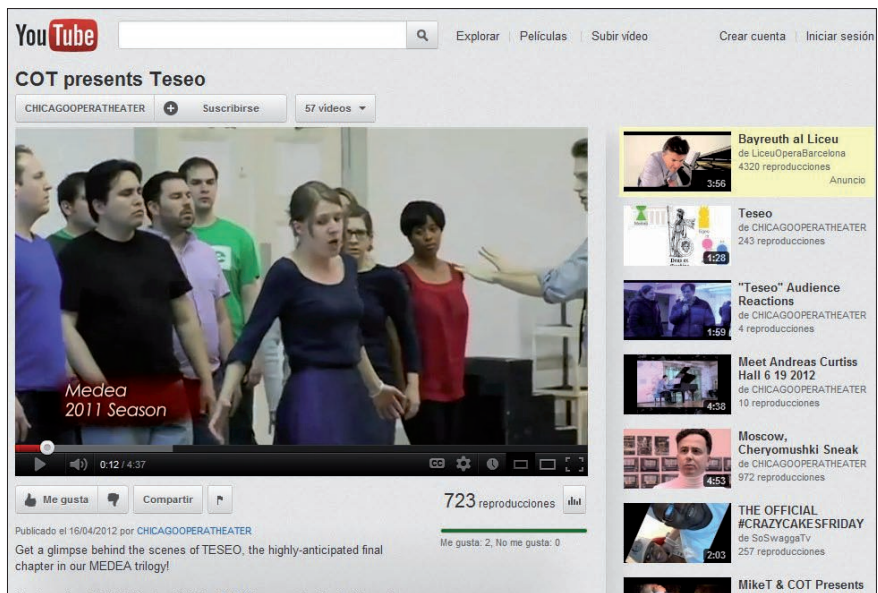 YouTube
Explorar
Películas
Subir vídeo
Crear cuenta
Iniciar sesión
COT presents Teseo
CHICAGOOPERATHEATER
Suscribirse
57 vídeos
Medea
2011 Season
0:12 / 4:37
CC
Me gusta
Compartir
723 reproducciones
Publicado el 16/04/2012 por CHICAGOOPERATHEATER
Me gusta: 2, No me gusta: 0
Get a glimpse behind the scenes of TESEO, the highly-anticipated final
chapter in our MEDEA trilogy!
3:56
Bayreuth al Liceu
de LiceuOperaBarcelona
4320 reproducciones
Anuncio
1:28
Teseo
de CHICAGOOPERATHEATER
243 reproducciones
1:59
"Teseo" Audience
Reactions
de CHICAGOOPERATHEATER
4 reproducciones
4:38
Meet Andreas Curtiss
Hall 6 19 2012
de CHICAGOOPERATHEATER
10 reproducciones
4:53
Moscow,
Cheryomushki Sneak
de CHICAGOOPERATHEATER
972 reproducciones
2:03
THE OFFICIAL
#CRAZYCAKESFRIDAY
de SoSwaggaTv
257 reproducciones
MikeT & COT Presents